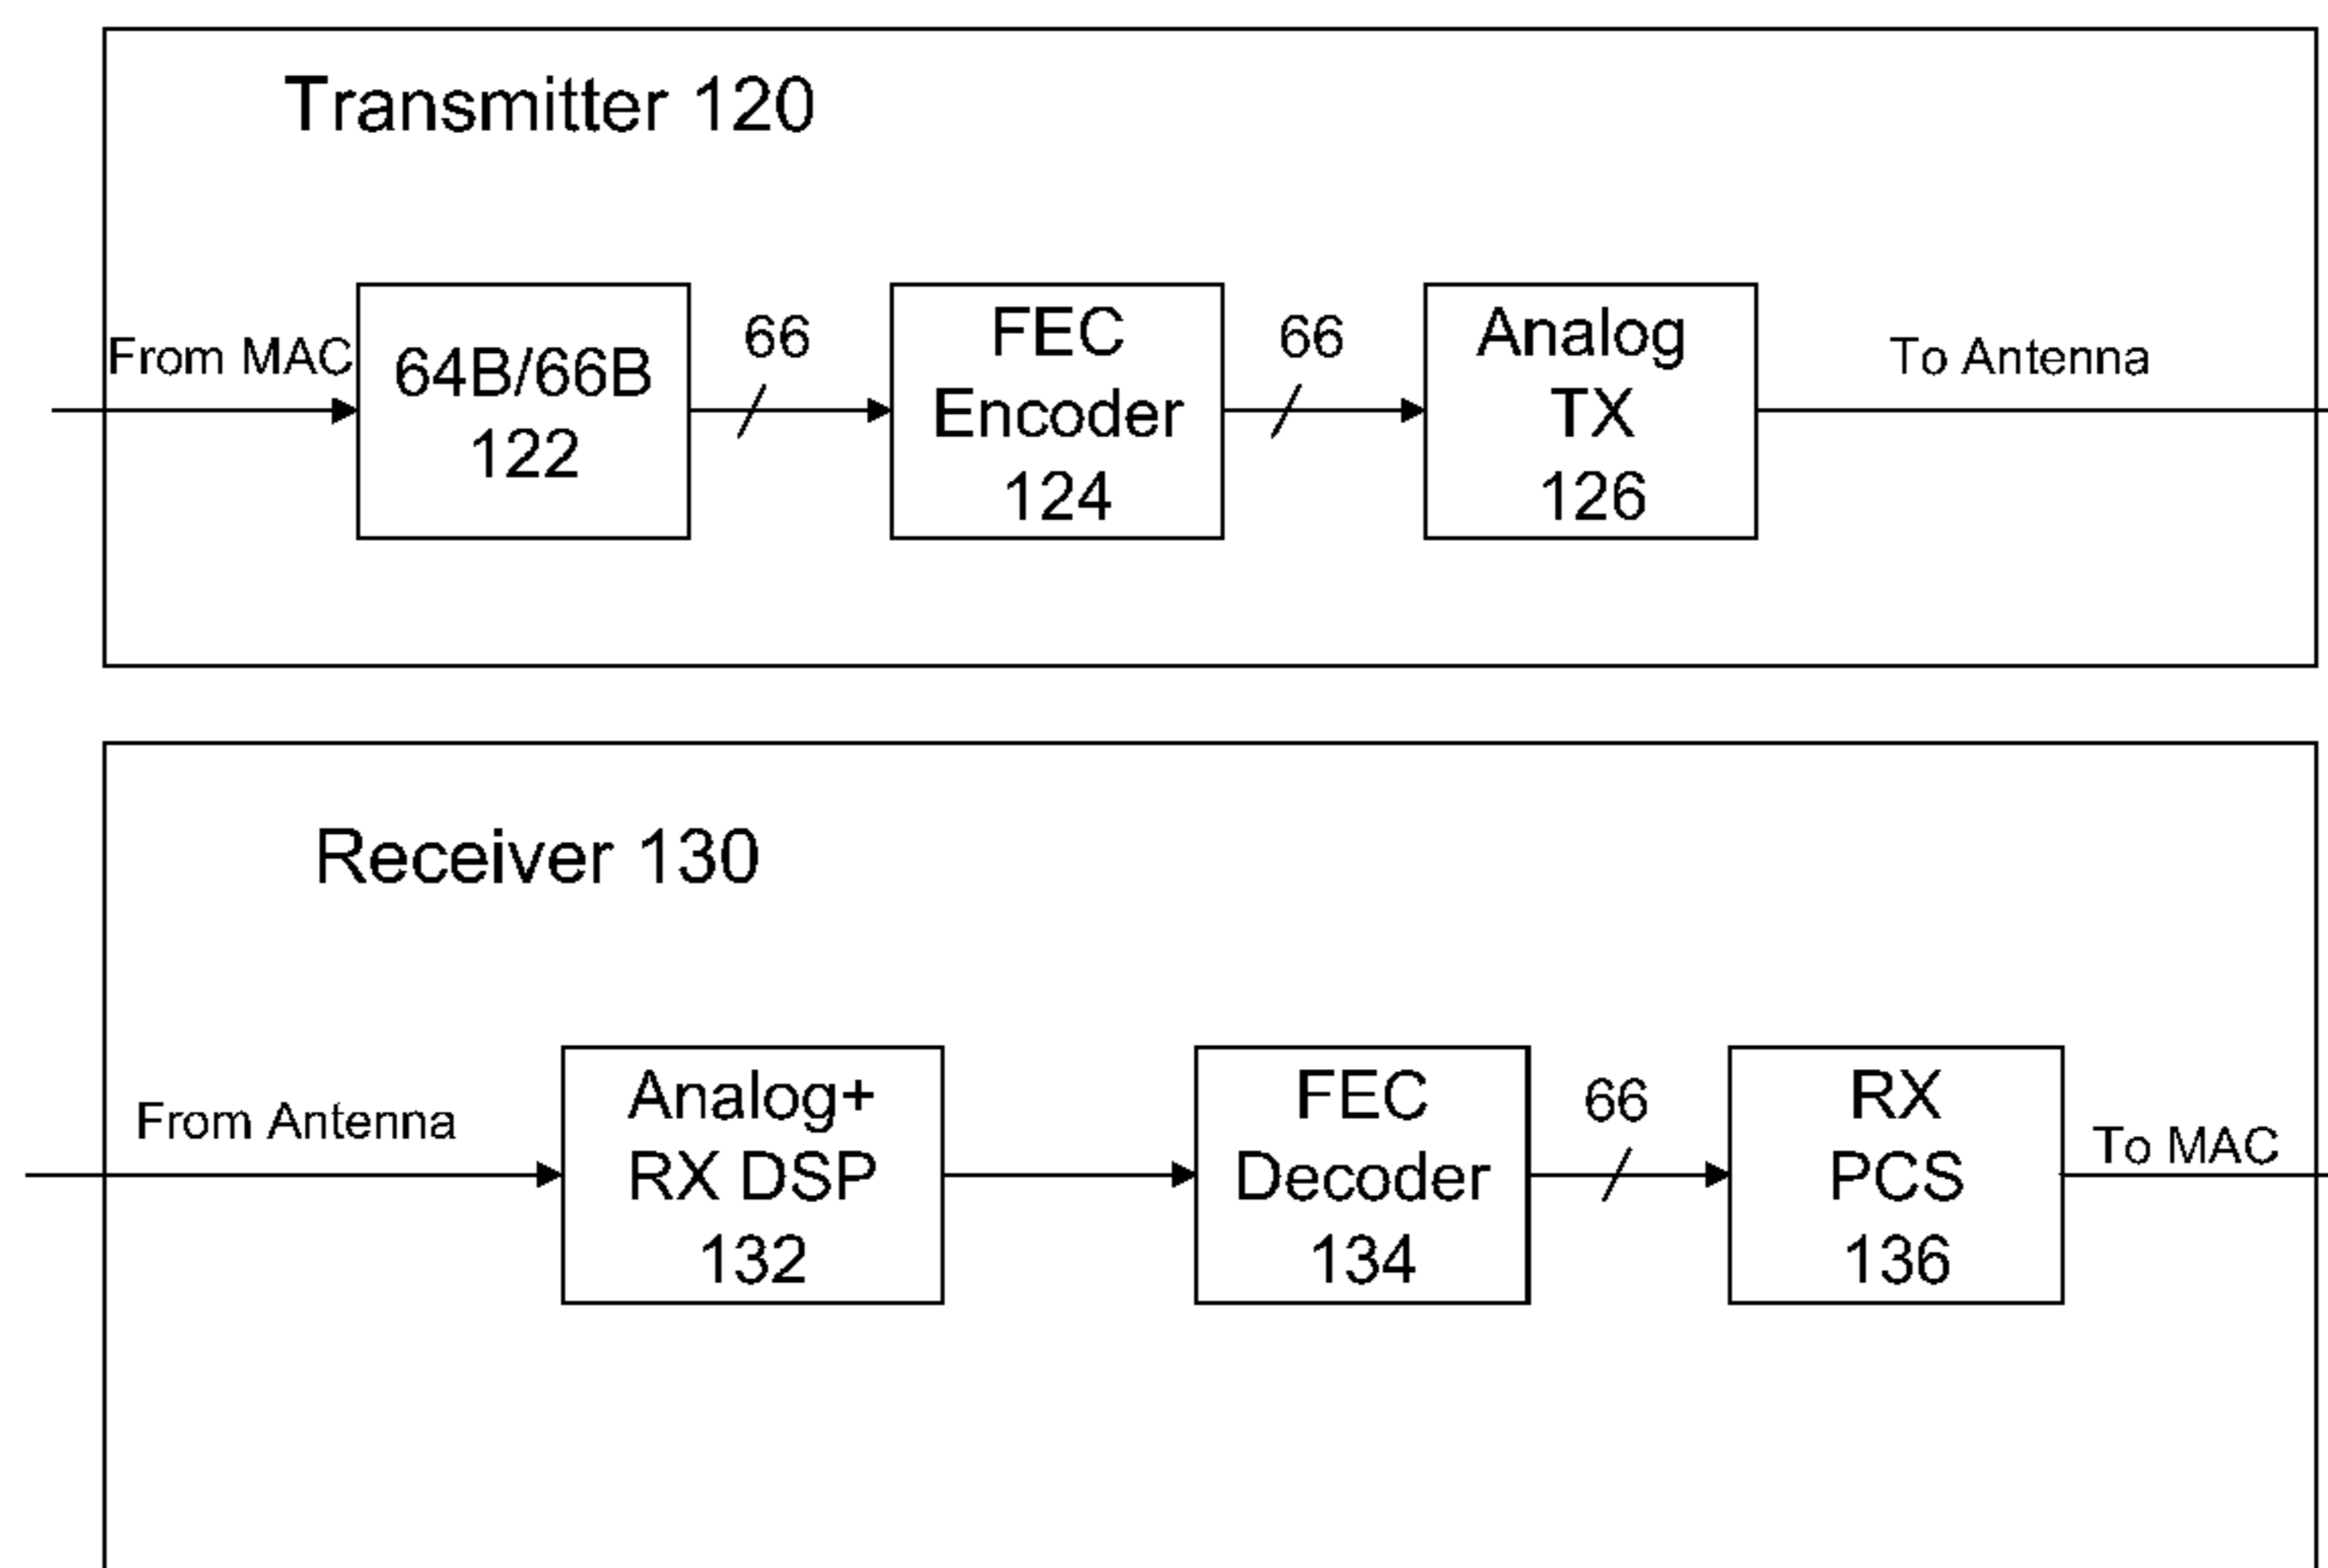 Transmitter 120
From MAC
64B/66B
122
66
FEC
Encoder
124
66
Analog
TX
126
To Antenna
Receiver 130
From Antenna
Analog+
RX DSP
132
FEC
Decoder
134
66
RX
PCS
136
To MAC